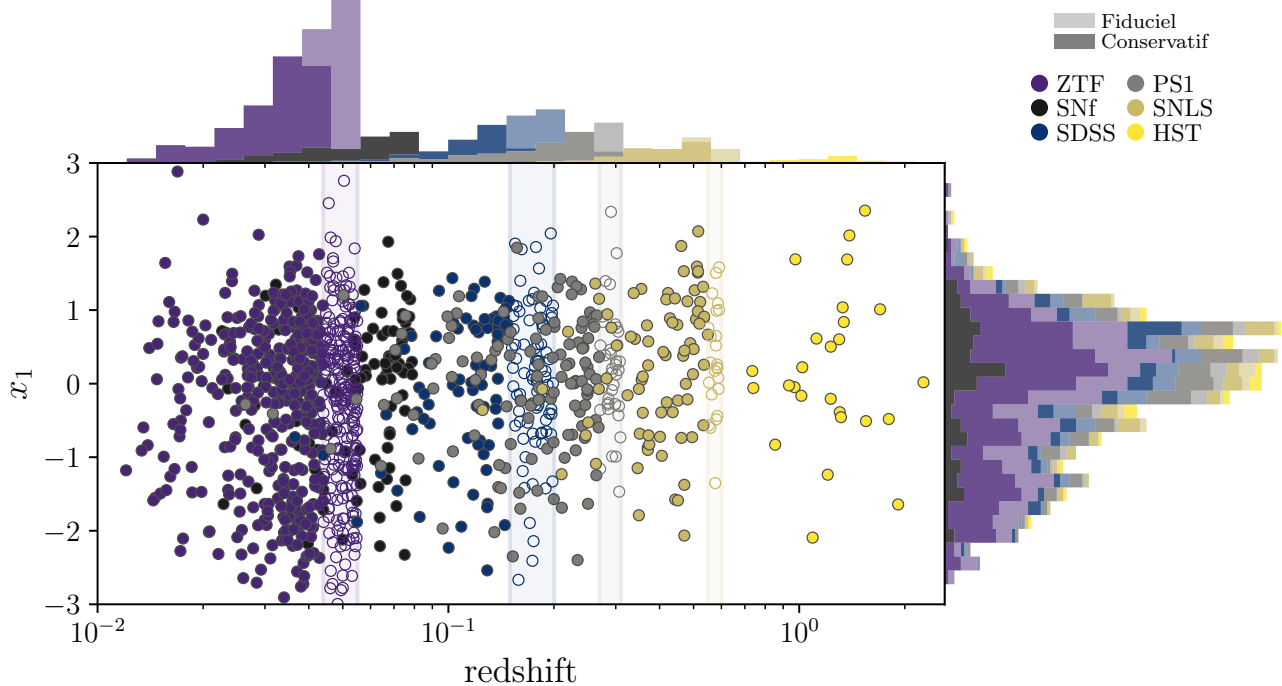 Fiduciel
Conservatif
ZTF
PS1
SNf
SNLS
SDSS
HST
3
2
1
0
−1
−2
−3
x₁
10⁻²
10⁻¹
10⁰
redshift